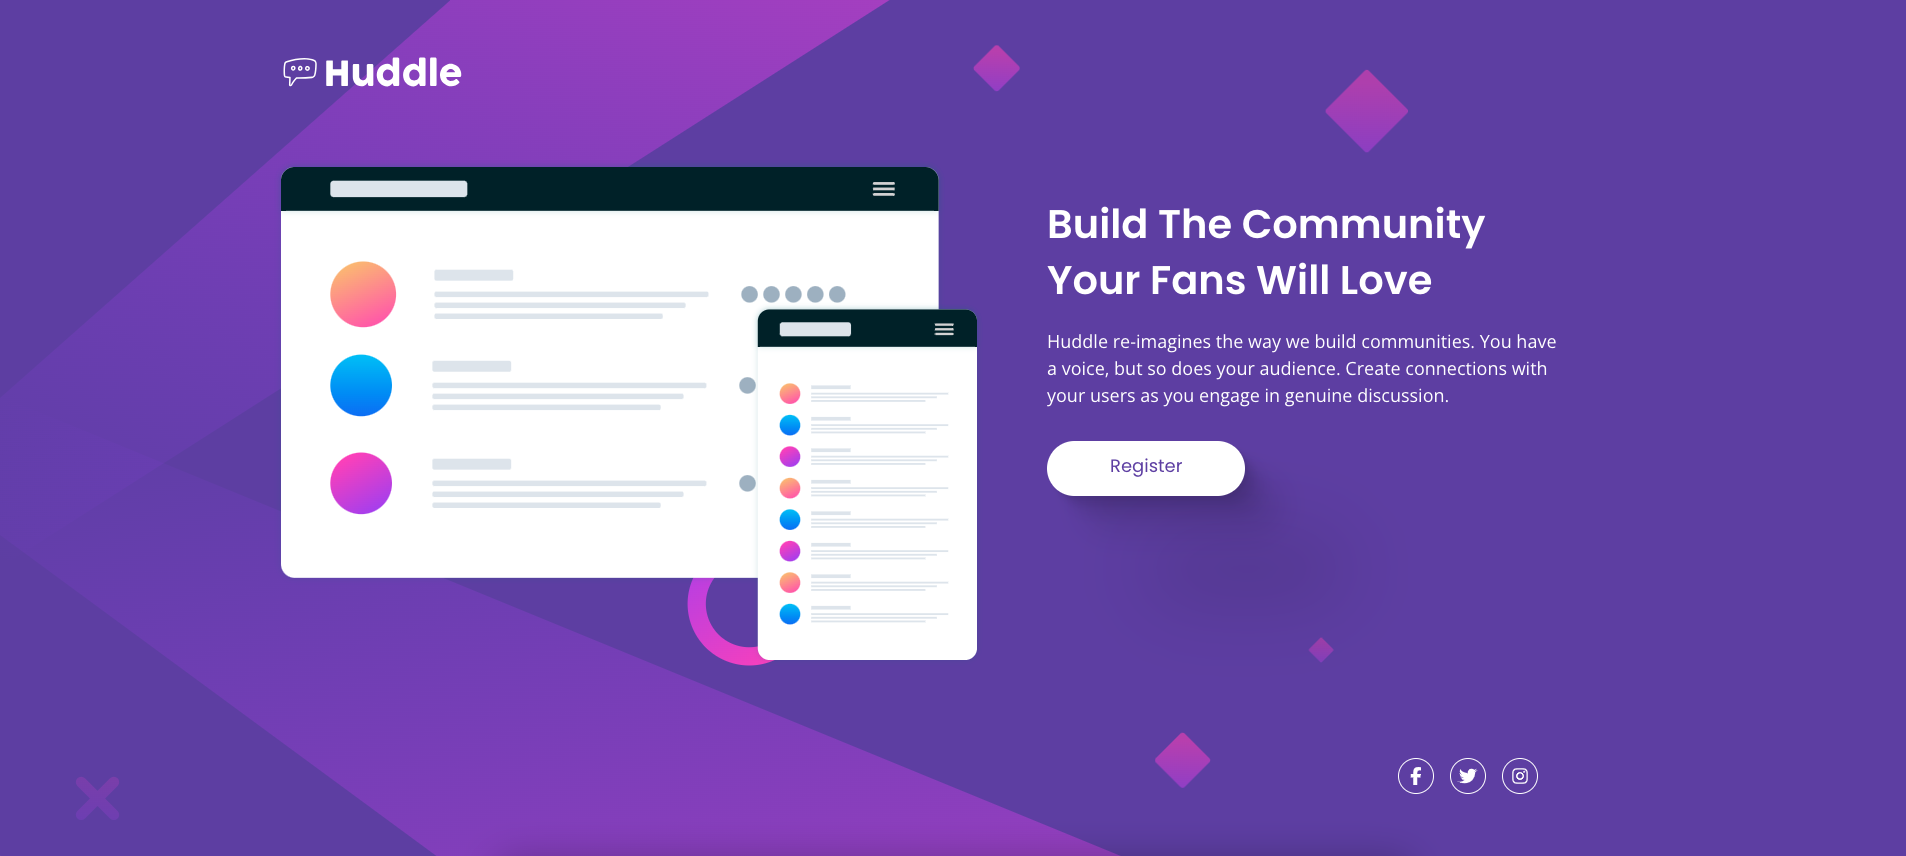 Huddle
Build The Community
Your Fans Will Love
Huddle re-imagines the way we build communities. You have
a voice, but so does your audience. Create connections with
your users as you engage in genuine discussion.
Register